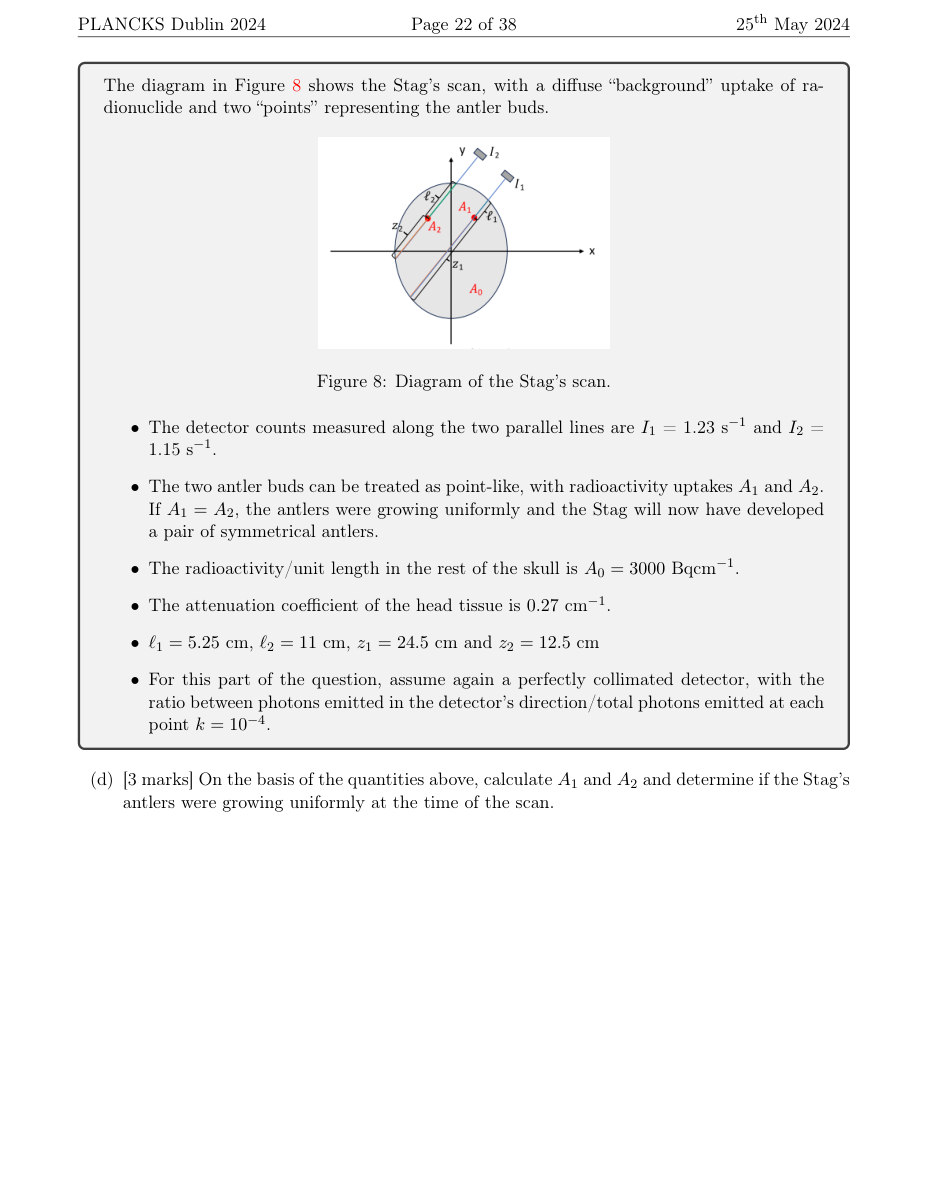 PLANCKS Dublin 2024 Page 22 of 38 25th May 2024
The diagram in Figure 8 shows the Stag's scan, with a diffuse “background” uptake of ra-
dionuclide and two “points” representing the antler buds.
y I₂
I₁
ℓ₂ A₁ ℓ₁
z₂ A₂
x
z₁
A₀
Figure 8: Diagram of the Stag's scan.
• The detector counts measured along the two parallel lines are I₁ = 1.23 s⁻¹ and I₂ =
1.15 s⁻¹.
• The two antler buds can be treated as point-like, with radioactivity uptakes A₁ and A₂.
If A₁ = A₂, the antlers were growing uniformly and the Stag will now have developed
a pair of symmetrical antlers.
• The radioactivity/unit length in the rest of the skull is A₀ = 3000 Bqcm⁻¹.
• The attenuation coefficient of the head tissue is 0.27 cm⁻¹.
• ℓ₁ = 5.25 cm, ℓ₂ = 11 cm, z₁ = 24.5 cm and z₂ = 12.5 cm
• For this part of the question, assume again a perfectly collimated detector, with the
ratio between photons emitted in the detector's direction/total photons emitted at each
point k = 10⁻⁴.
(d) [3 marks] On the basis of the quantities above, calculate A₁ and A₂ and determine if the Stag's
antlers were growing uniformly at the time of the scan.